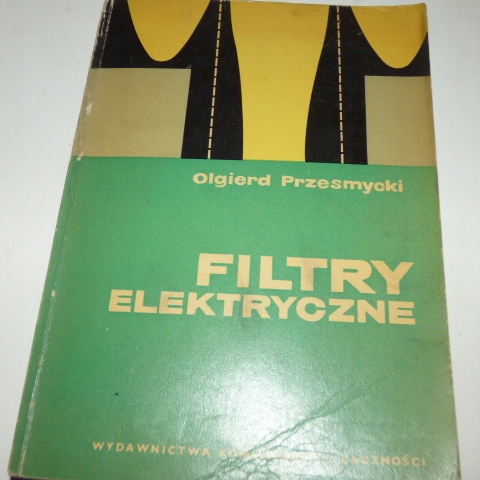 Olgierd Przesmycki
FILTRY
ELEKTRYCZNE
WYDAWNICTWA